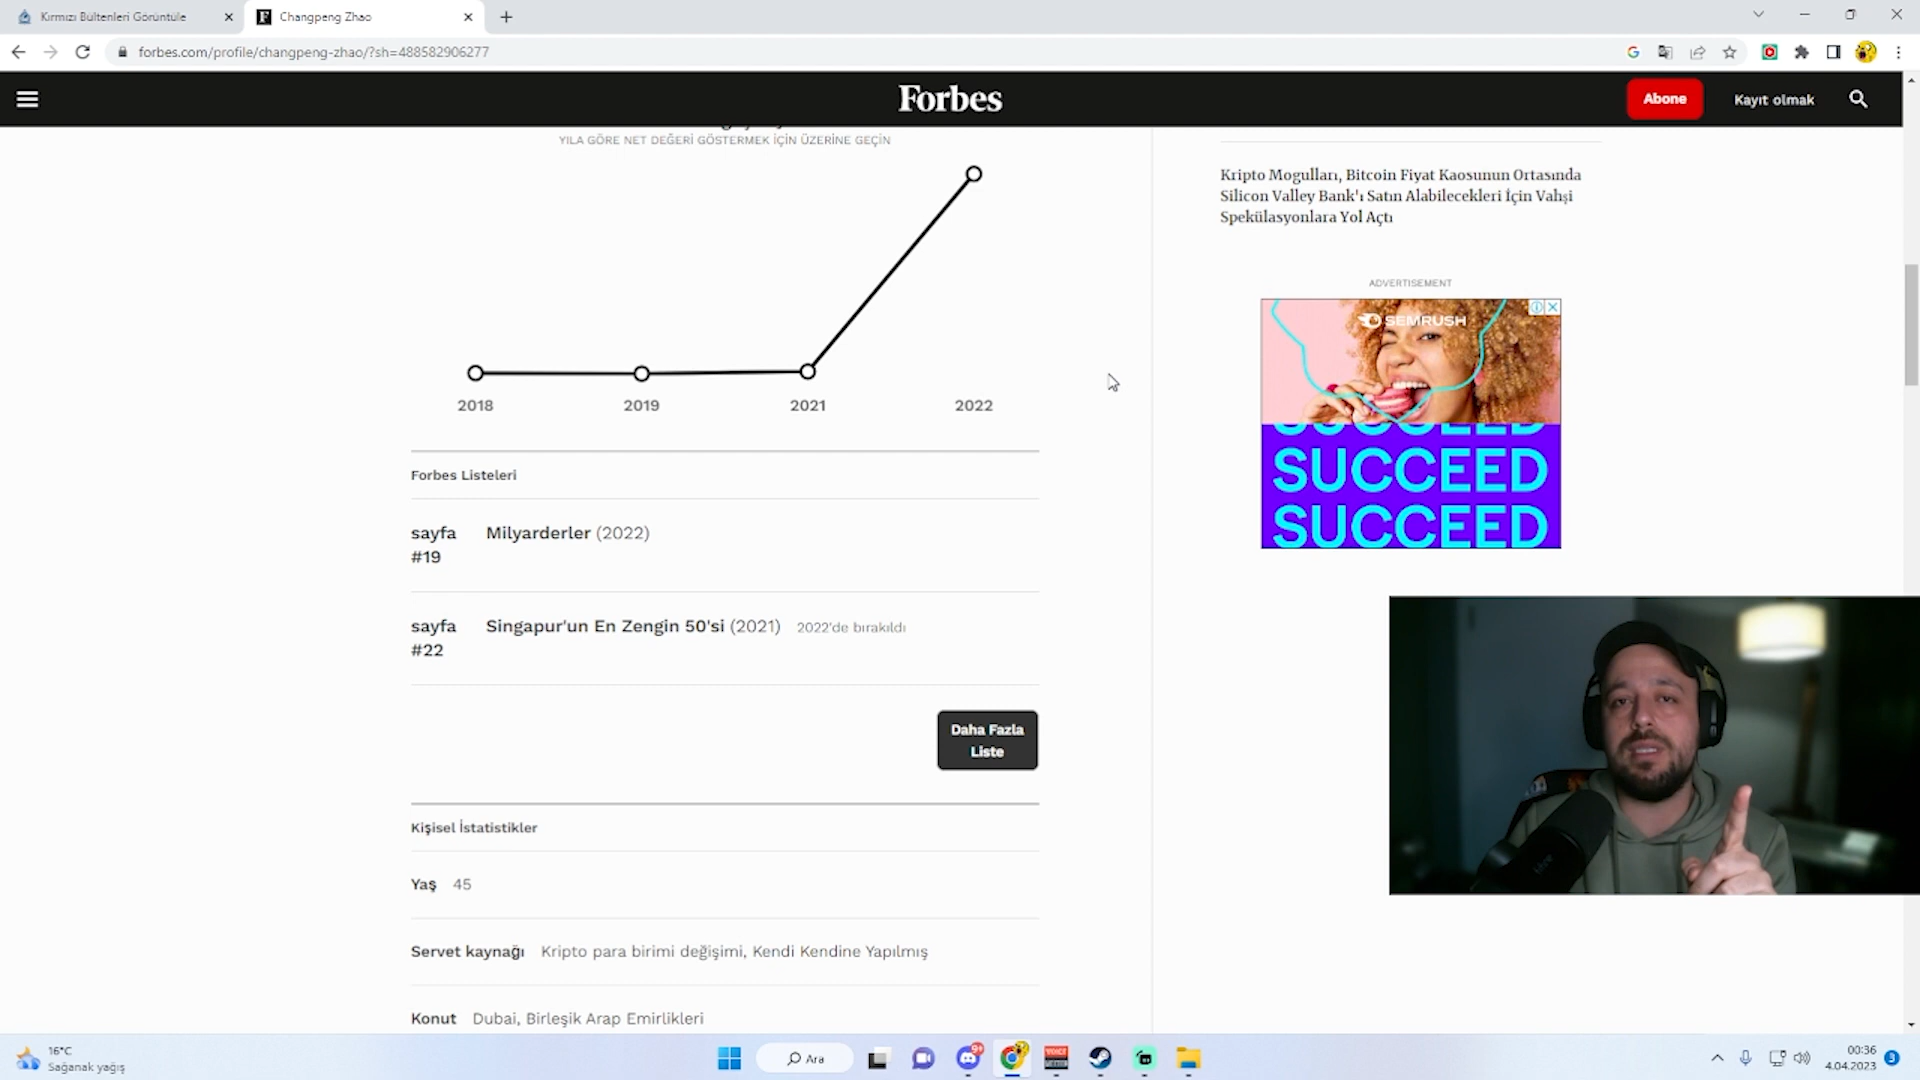 Kırmızı Bültenleri Görüntüle
Changpeng Zhao
forbes.com/profile/changpeng-zhao/?sh=488582906277
Forbes
Abone
Kayıt olmak
YILA GÖRE NET DEĞERİ GÖSTERMEK İÇİN ÜZERİNE GEÇİN
2018
2019
2021
2022
Forbes Listeleri
sayfa #19
Milyarderler (2022)
sayfa #22
Singapur'un En Zengin 50'si (2021) 2022'de bırakıldı
Daha Fazla
Liste
Kişisel İstatistikler
Yaş 45
Servet kaynağı Kripto para birimi değişimi, Kendi Kendine Yapılmış
Konut Dubai, Birleşik Arap Emirlikleri
Kripto Mogulları, Bitcoin Fiyat Kaosunun Ortasında
Silicon Valley Bank'ı Satın Alabilecekleri İçin Vahşi
Spekülasyonlara Yol Açtı
ADVERTISEMENT
SEMRUSH
SUCCEED
SUCCEED
SUCCEED
16°C
Sağanak yağış
Ara
9+
00:36
4.04.2023
3